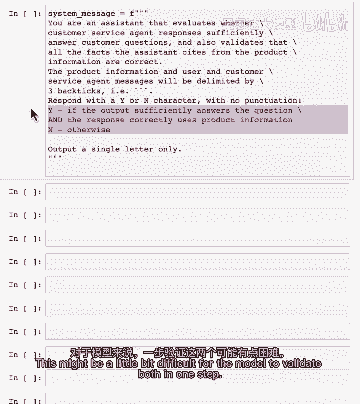 In [ ]: system_message = f"""
You are an assistant that evaluates whether \
customer service agent responses sufficiently \
answer customer questions, and also validates that \
all the facts the assistant cites from the product \
information are correct.
The product information and user and customer \
service agent messages will be delimited by \
3 backticks, i.e. ```.
Respond with a Y or N character, with no punctuation:
Y - if the output sufficiently answers the question \
AND the response correctly uses product information
N - otherwise
Output a single letter only.
"""
In [ ]:
In [ ]:
In [ ]:
In [ ]:
In [ ]:
In [ ]:
In [ ]:
In [ ]:
In [ ]:
对于模型来说，一步验证这两个可能有点困难。
This might be a little bit difficult for the model to validate
both in one step.